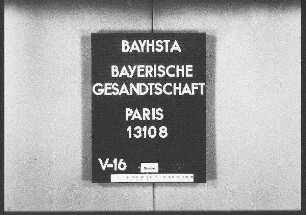 BAYHSTA
BAYERISCHE
GESANDTSCHAFT
PARIS
13108
V-16